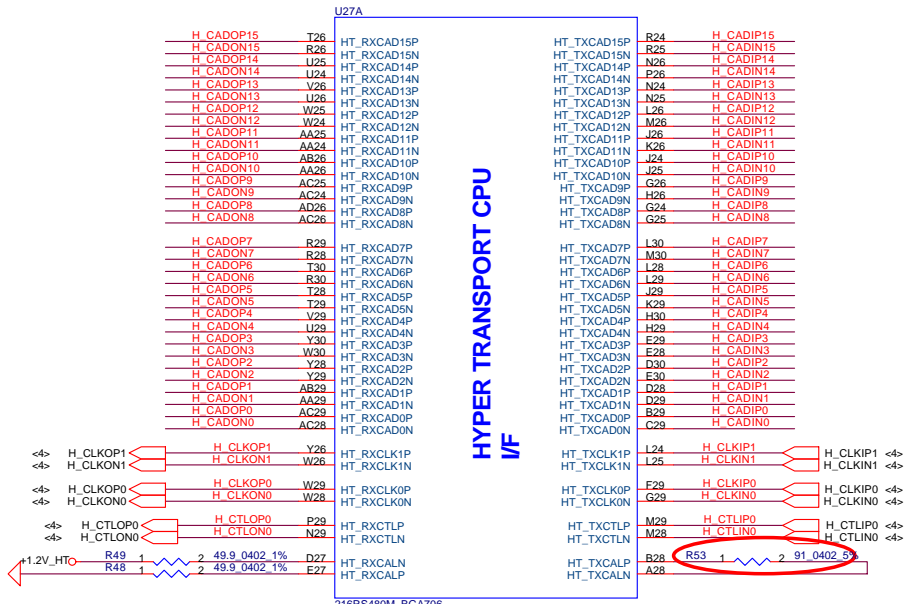 U27A
H_CADOP15 T26 HT_RXCAD15P HT_TXCAD15P R24 H_CADIP15
H_CADON15 R26 HT_RXCAD15N HT_TXCAD15N R25 H_CADIN15
H_CADOP14 U25 HT_RXCAD14P HT_TXCAD14P N26 H_CADIP14
H_CADON14 U24 HT_RXCAD14N HT_TXCAD14N P26 H_CADIN14
H_CADOP13 V26 HT_RXCAD13P HT_TXCAD13P N24 H_CADIP13
H_CADON13 U26 HT_RXCAD13N HT_TXCAD13N N25 H_CADIN13
H_CADOP12 W25 HT_RXCAD12P HT_TXCAD12P L26 H_CADIP12
H_CADON12 W24 HT_RXCAD12N HT_TXCAD12N M26 H_CADIN12
H_CADOP11 AA25 HT_RXCAD11P HT_TXCAD11P J26 H_CADIP11
H_CADON11 AA24 HT_RXCAD11N HT_TXCAD11N K26 H_CADIN11
H_CADOP10 AB26 HT_RXCAD10P HT_TXCAD10P J24 H_CADIP10
H_CADON10 AA26 HT_RXCAD10N HT_TXCAD10N J25 H_CADIN10
H_CADOP9 AC25 HT_RXCAD9P HT_TXCAD9P G26 H_CADIP9
H_CADON9 AC24 HT_RXCAD9N HT_TXCAD9N H26 H_CADIN9
H_CADOP8 AD26 HT_RXCAD8P HT_TXCAD8P G24 H_CADIP8
H_CADON8 AC26 HT_RXCAD8N HT_TXCAD8N G25 H_CADIN8
H_CADOP7 R29 HT_RXCAD7P HT_TXCAD7P L30 H_CADIP7
H_CADON7 R28 HT_RXCAD7N HT_TXCAD7N M30 H_CADIN7
H_CADOP6 T30 HT_RXCAD6P HT_TXCAD6P L28 H_CADIP6
H_CADON6 R30 HT_RXCAD6N HT_TXCAD6N L29 H_CADIN6
H_CADOP5 T28 HT_RXCAD5P HT_TXCAD5P J29 H_CADIP5
H_CADON5 T29 HT_RXCAD5N HT_TXCAD5N K29 H_CADIN5
H_CADOP4 V29 HT_RXCAD4P HT_TXCAD4P H30 H_CADIP4
H_CADON4 U29 HT_RXCAD4N HT_TXCAD4N H29 H_CADIN4
H_CADOP3 Y30 HT_RXCAD3P HT_TXCAD3P E29 H_CADIP3
H_CADON3 W30 HT_RXCAD3N HT_TXCAD3N E28 H_CADIN3
H_CADOP2 Y28 HT_RXCAD2P HT_TXCAD2P D30 H_CADIP2
H_CADON2 Y29 HT_RXCAD2N HT_TXCAD2N E30 H_CADIN2
H_CADOP1 AB29 HT_RXCAD1P HT_TXCAD1P D28 H_CADIP1
H_CADON1 AA29 HT_RXCAD1N HT_TXCAD1N D29 H_CADIN1
H_CADOP0 AC29 HT_RXCAD0P HT_TXCAD0P B29 H_CADIP0
H_CADON0 AC28 HT_RXCAD0N HT_TXCAD0N C29 H_CADIN0
HYPER TRANSPORT CPU
I/F
<4> H_CLKOP1 H_CLKOP1 Y26 HT_RXCLK1P HT_TXCLK1P L24 H_CLKIP1 H_CLKIP1 <4>
<4> H_CLKON1 H_CLKON1 W26 HT_RXCLK1N HT_TXCLK1N L25 H_CLKIN1 H_CLKIN1 <4>
<4> H_CLKOP0 H_CLKOP0 W29 HT_RXCLK0P HT_TXCLK0P F29 H_CLKIP0 H_CLKIP0 <4>
<4> H_CLKON0 H_CLKON0 W28 HT_RXCLK0N HT_TXCLK0N G29 H_CLKIN0 H_CLKIN0 <4>
<4> H_CTLOP0 H_CTLOP0 P29 HT_RXCTLP HT_TXCTLP M29 H_CTLIP0 H_CTLIP0 <4>
<4> H_CTLON0 H_CTLON0 N29 HT_RXCTLN HT_TXCTLN M28 H_CTLIN0 H_CTLIN0 <4>
+1.2V_HT R49 1 2 49.9_0402_1% D27 HT_RXCALN HT_TXCALP B28 R53 1 2 91_0402_5%
R48 1 2 49.9_0402_1% E27 HT_RXCALP HT_TXCALN A28
216RS480M_BGA706